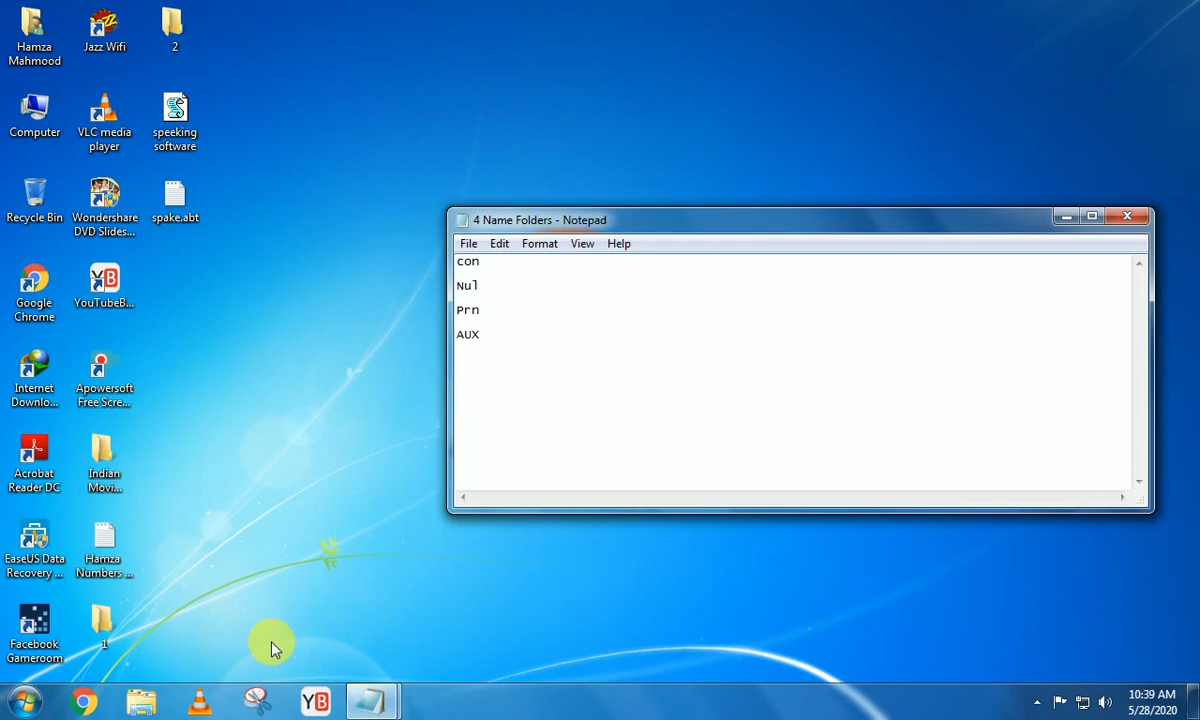 Hamza
Mahmood
Jazz Wifi
2
Computer
VLC media
player
speeking
software
Recycle Bin
Wondershare
DVD Slides...
spake.abt
Google
Chrome
YouTubeB...
Internet
Downlo...
Apowersoft
Free Scre...
Acrobat
Reader DC
Indian
Movi...
EaseUS Data
Recovery ...
Hamza
Numbers ...
Facebook
Gameroom
1
4 Name Folders - Notepad
File Edit Format View Help
con
Nul
Prn
AUX
YB
10:39 AM
5/28/2020